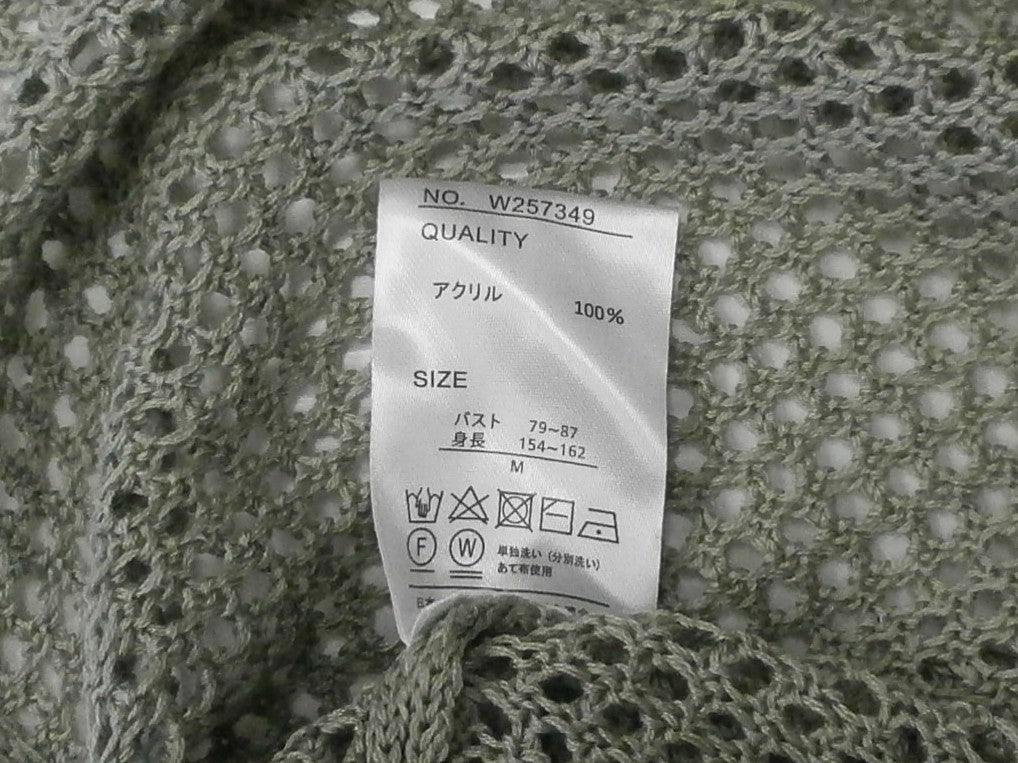 NO. W257349
QUALITY
アクリル 100%
SIZE
バスト 79~87
身長 154~162
M
F W 単独洗い（分別洗い）
あて布使用